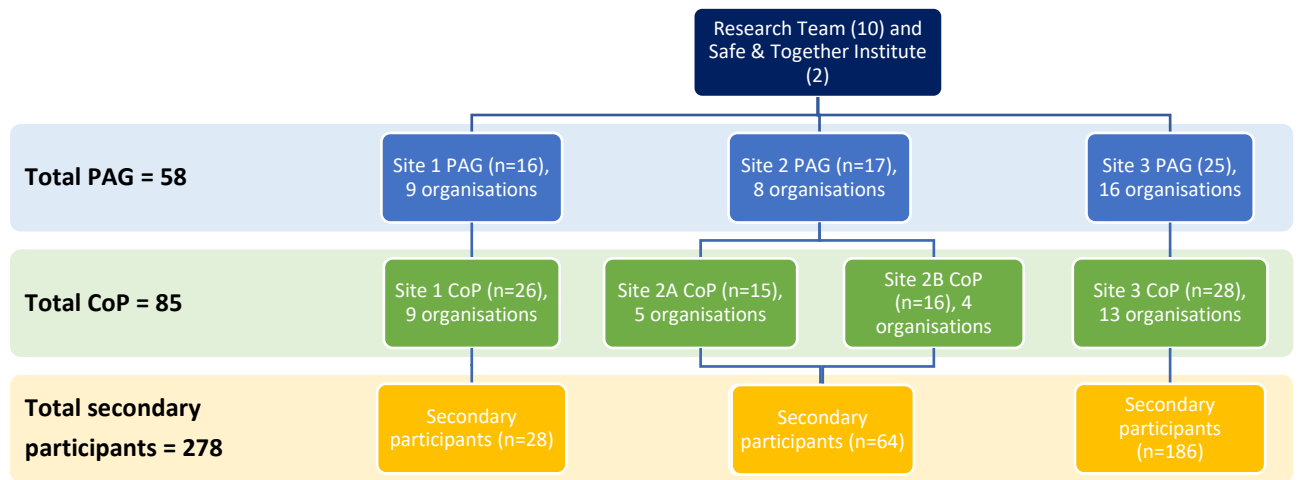 Research Team (10) and
Safe & Together Institute
(2)
Total PAG = 58
Site 1 PAG (n=16),
9 organisations
Site 2 PAG (n=17),
8 organisations
Site 3 PAG (25),
16 organisations
Total CoP = 85
Site 1 CoP (n=26),
9 organisations
Site 2A CoP (n=15),
5 organisations
Site 2B CoP
(n=16), 4
organisations
Site 3 CoP (n=28),
13 organisations
Total secondary
participants = 278
Secondary
participants (n=28)
Secondary
participants (n=64)
Secondary
participants
(n=186)